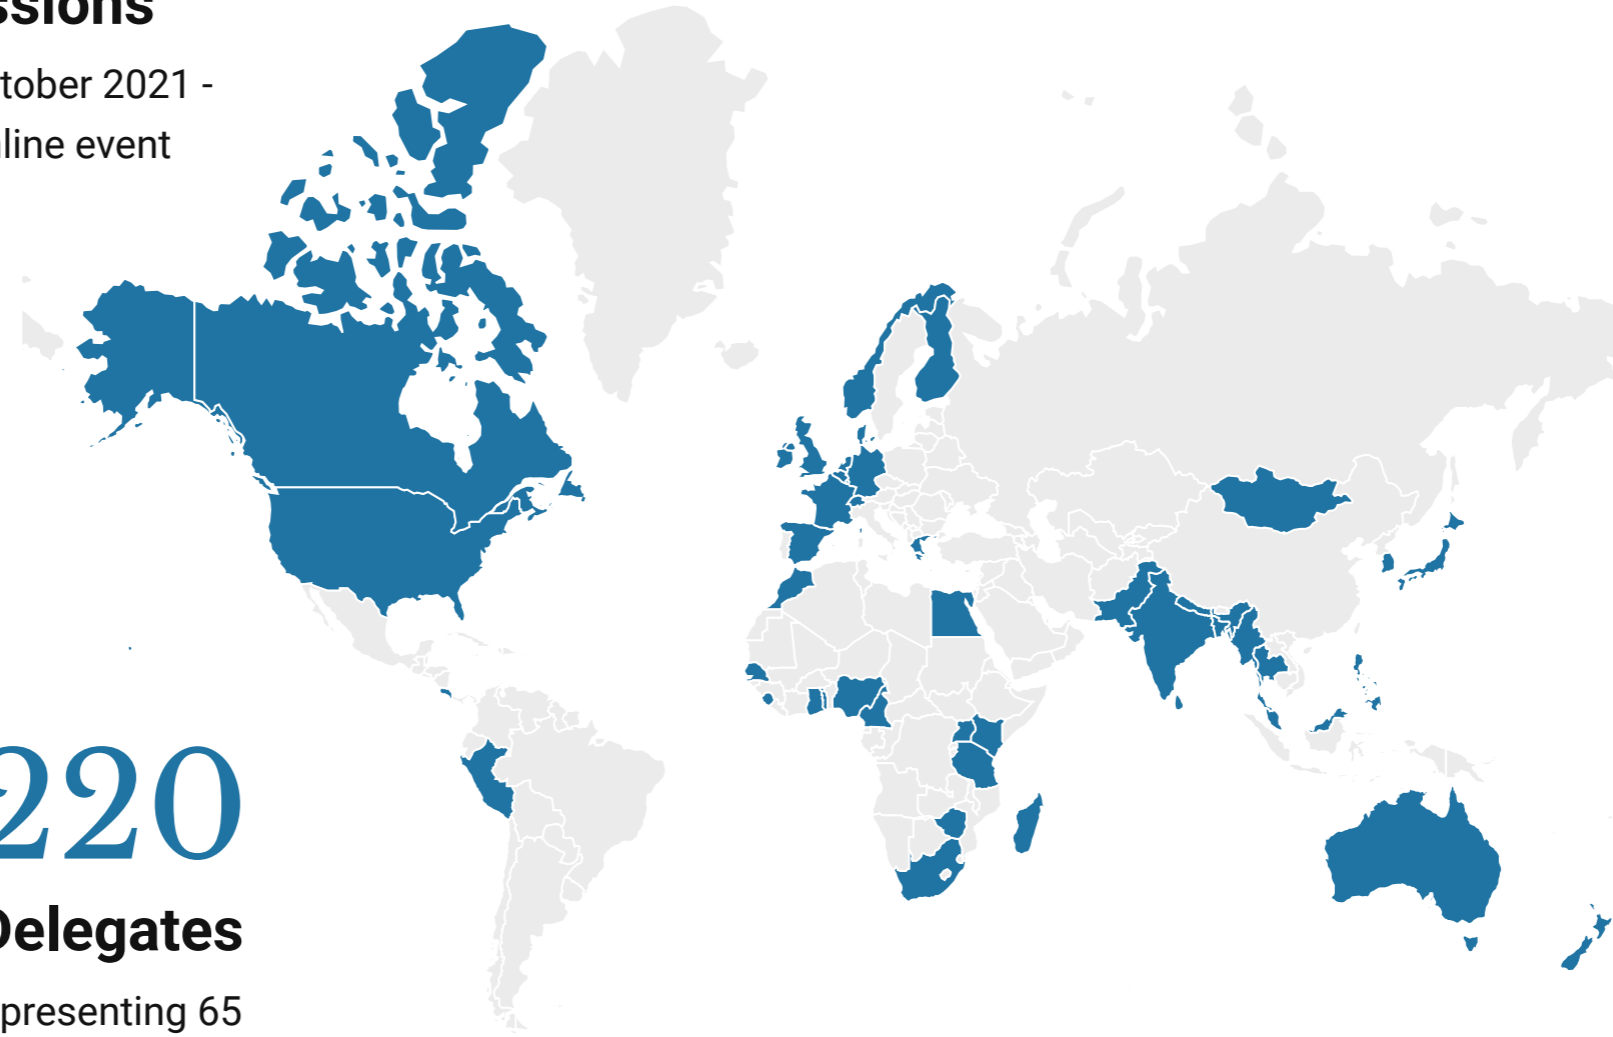 ssions
tober 2021 -
line event
220
Delegates
presenting 65